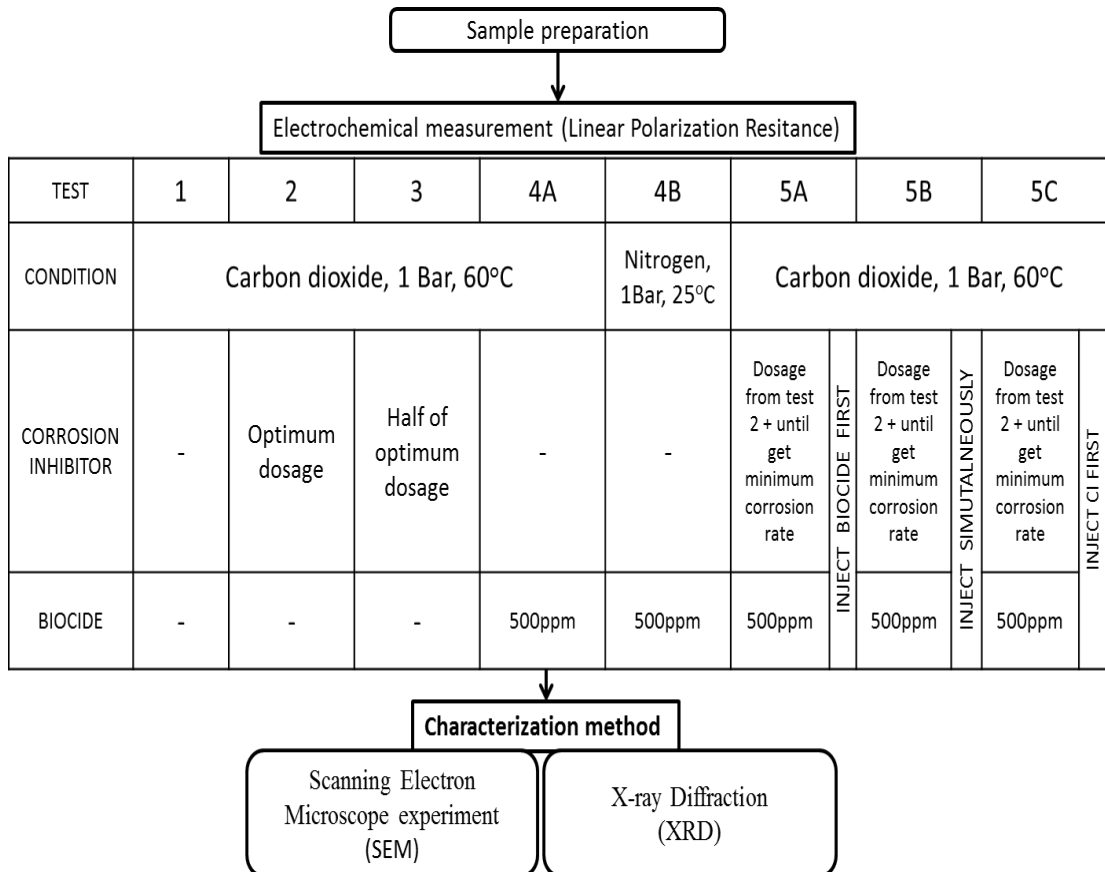 Sample preparation
Electrochemical measurement (Linear Polarization Resitance)
TEST 1 2 3 4A 4B 5A 5B 5C
CONDITION
Carbon dioxide, 1 Bar, 60°C
Nitrogen,
1Bar, 25⁰C
Carbon dioxide, 1 Bar, 60°C
CORROSION
INHIBITOR
-
Optimum
dosage
Half of
optimum
dosage
-
-
Dosage
from test
2 + until
get
minimum
corrosion
rate
INJECT BIOCIDE FIRST
Dosage
from test
2 + until
get
minimum
corrosion
rate
INJECT SIMUTALNEOUSLY
Dosage
from test
2 + until
get
minimum
corrosion
rate
INJECT CI FIRST
BIOCIDE - - - 500ppm 500ppm 500ppm 500ppm 500ppm
Characterization method
Scanning Electron
Microscope experiment
(SEM)
X-ray Diffraction
(XRD)